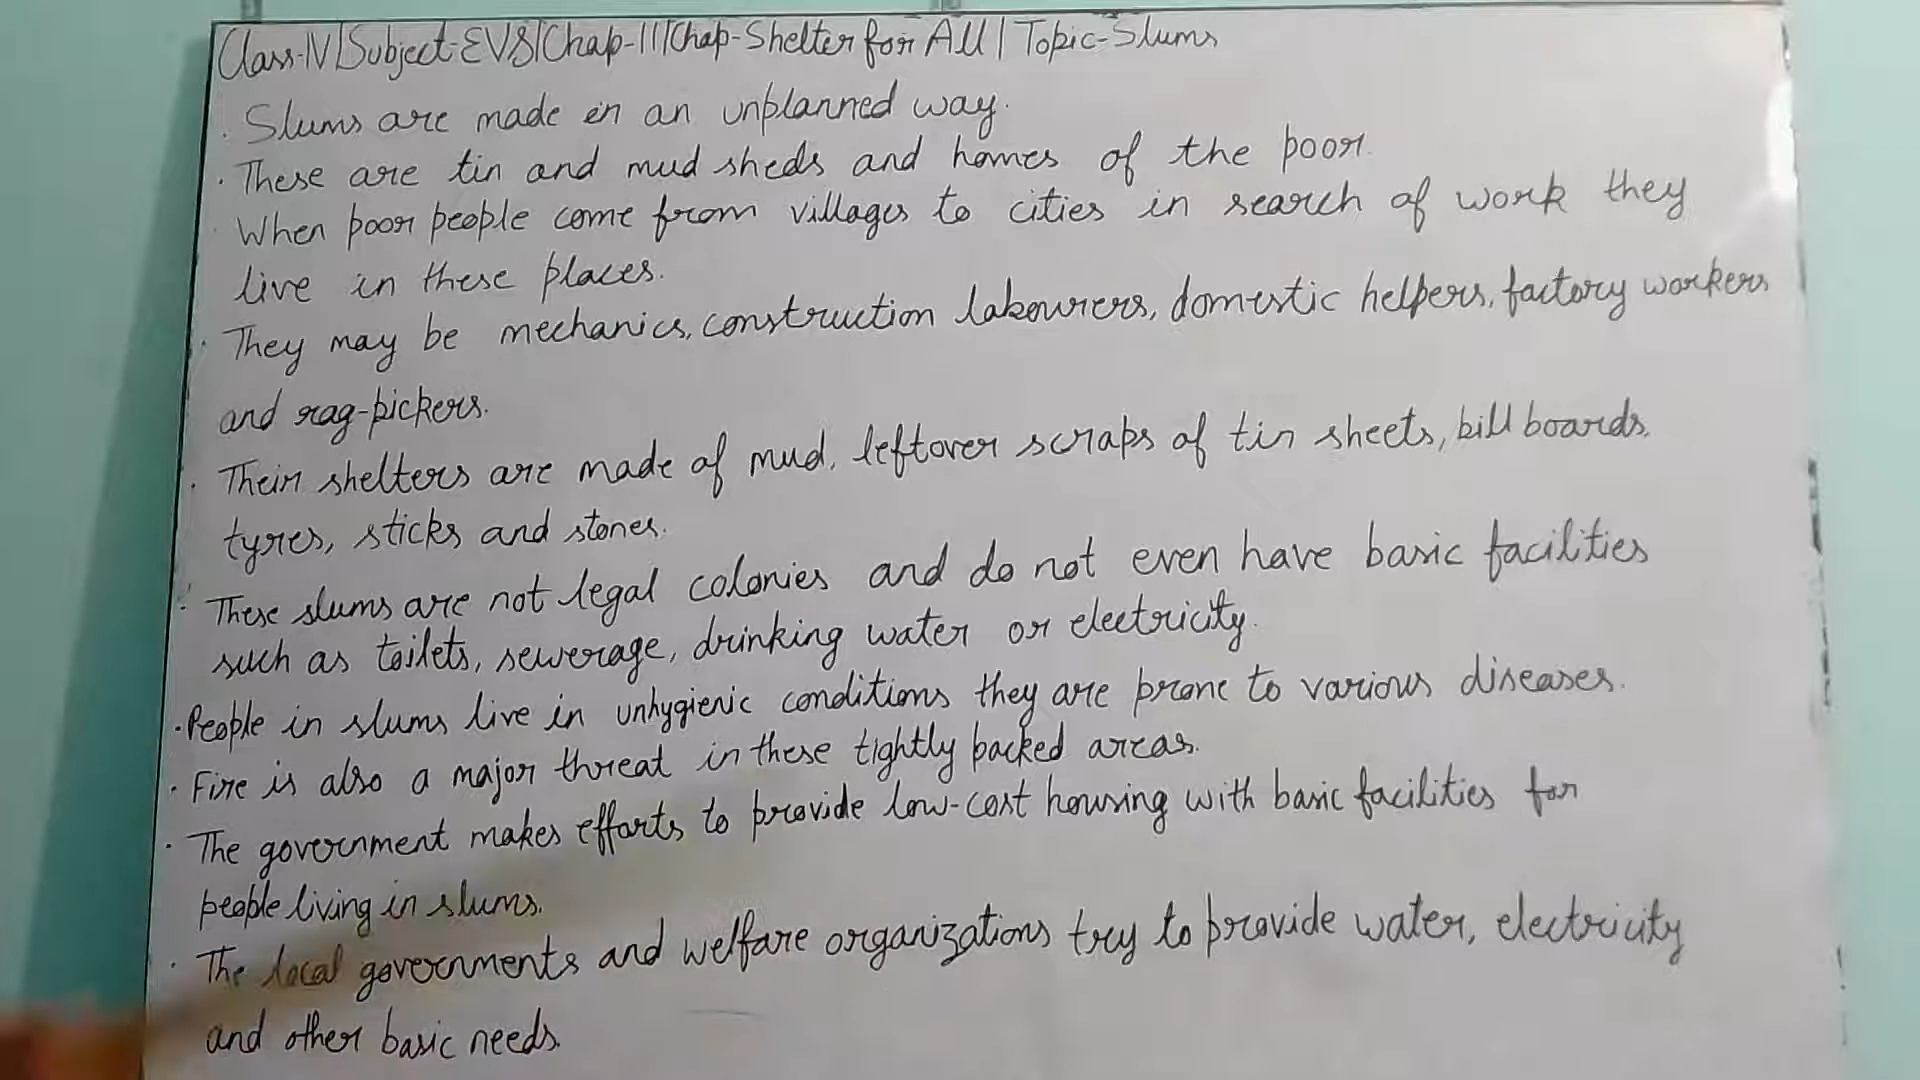 Class-IV|Subject-EVS|Chap-11|Chap-Shelter for All| Topic-Slums
· Slums are made in an unplanned way.
· These are tin and mud sheds and homes of the poor.
· When poor people come from villages to cities in search of work they
live in these places.
· They may be mechanics, construction labourers, domestic helpers, factory workers
and rag-pickers.
· Their shelters are made of mud, leftover scraps of tin sheets, bill boards,
tyres, sticks and stones.
· These slums are not legal colonies and do not even have basic facilities
such as toilets, sewerage, drinking water or electricity.
· People in slums live in unhygienic conditions they are prone to various diseases.
· Fire is also a major threat in these tightly packed areas.
· The government makes efforts to provide low-cost housing with basic facilities for
people living in slums.
· The local governments and welfare organizations try to provide water, electricity
and other basic needs.